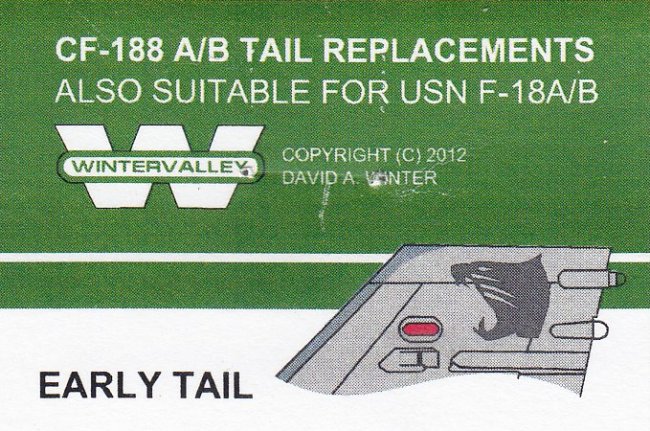 CF-188 A/B TAIL REPLACEMENTS
ALSO SUITABLE FOR USN F-18A/B
WINTERVALLEY
COPYRIGHT (C) 2012
DAVID A. WINTER
EARLY TAIL